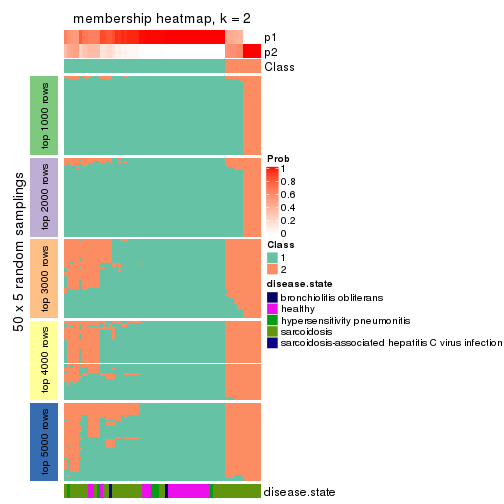 membership heatmap, k = 2
p1
p2
Class
50 x 5 random samplings
top 1000 rows
top 2000 rows
top 3000 rows
top 4000 rows
top 5000 rows
Prob
1
0.8
0.6
0.4
0.2
0
Class
1
2
disease.state
bronchiolitis obliterans
healthy
hypersensitivity pneumonitis
sarcoidosis
sarcoidosis-associated hepatitis C virus infection
disease.state